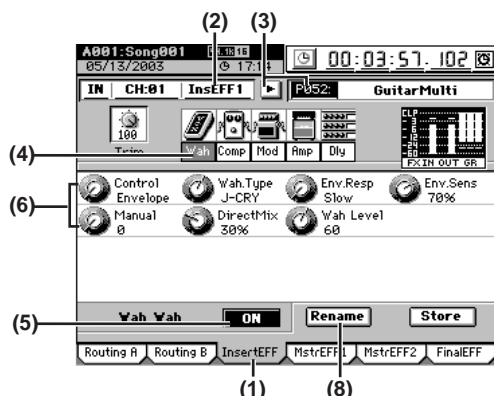 (2) (3)
A001:Song001 44.1k 16
05/13/2003 17:14 00:03:57.102
IN CH:01 InsEFF1 P052: GuitarMulti
100
Trim
(4) Wah Comp Mod Amp Dly
CLP
FXIN OUT GR
(6) Control Envelope Wah.Type J-CRY Env.Resp Slow Env.Sens 70%
Manual 0 DirectMix 30% Wah Level 60
(5) Wah Wah ON Rename Store
Routing A Routing B InsertEFF MstrEFF1 MstrEFF2 FinalEFF
(1) (8)